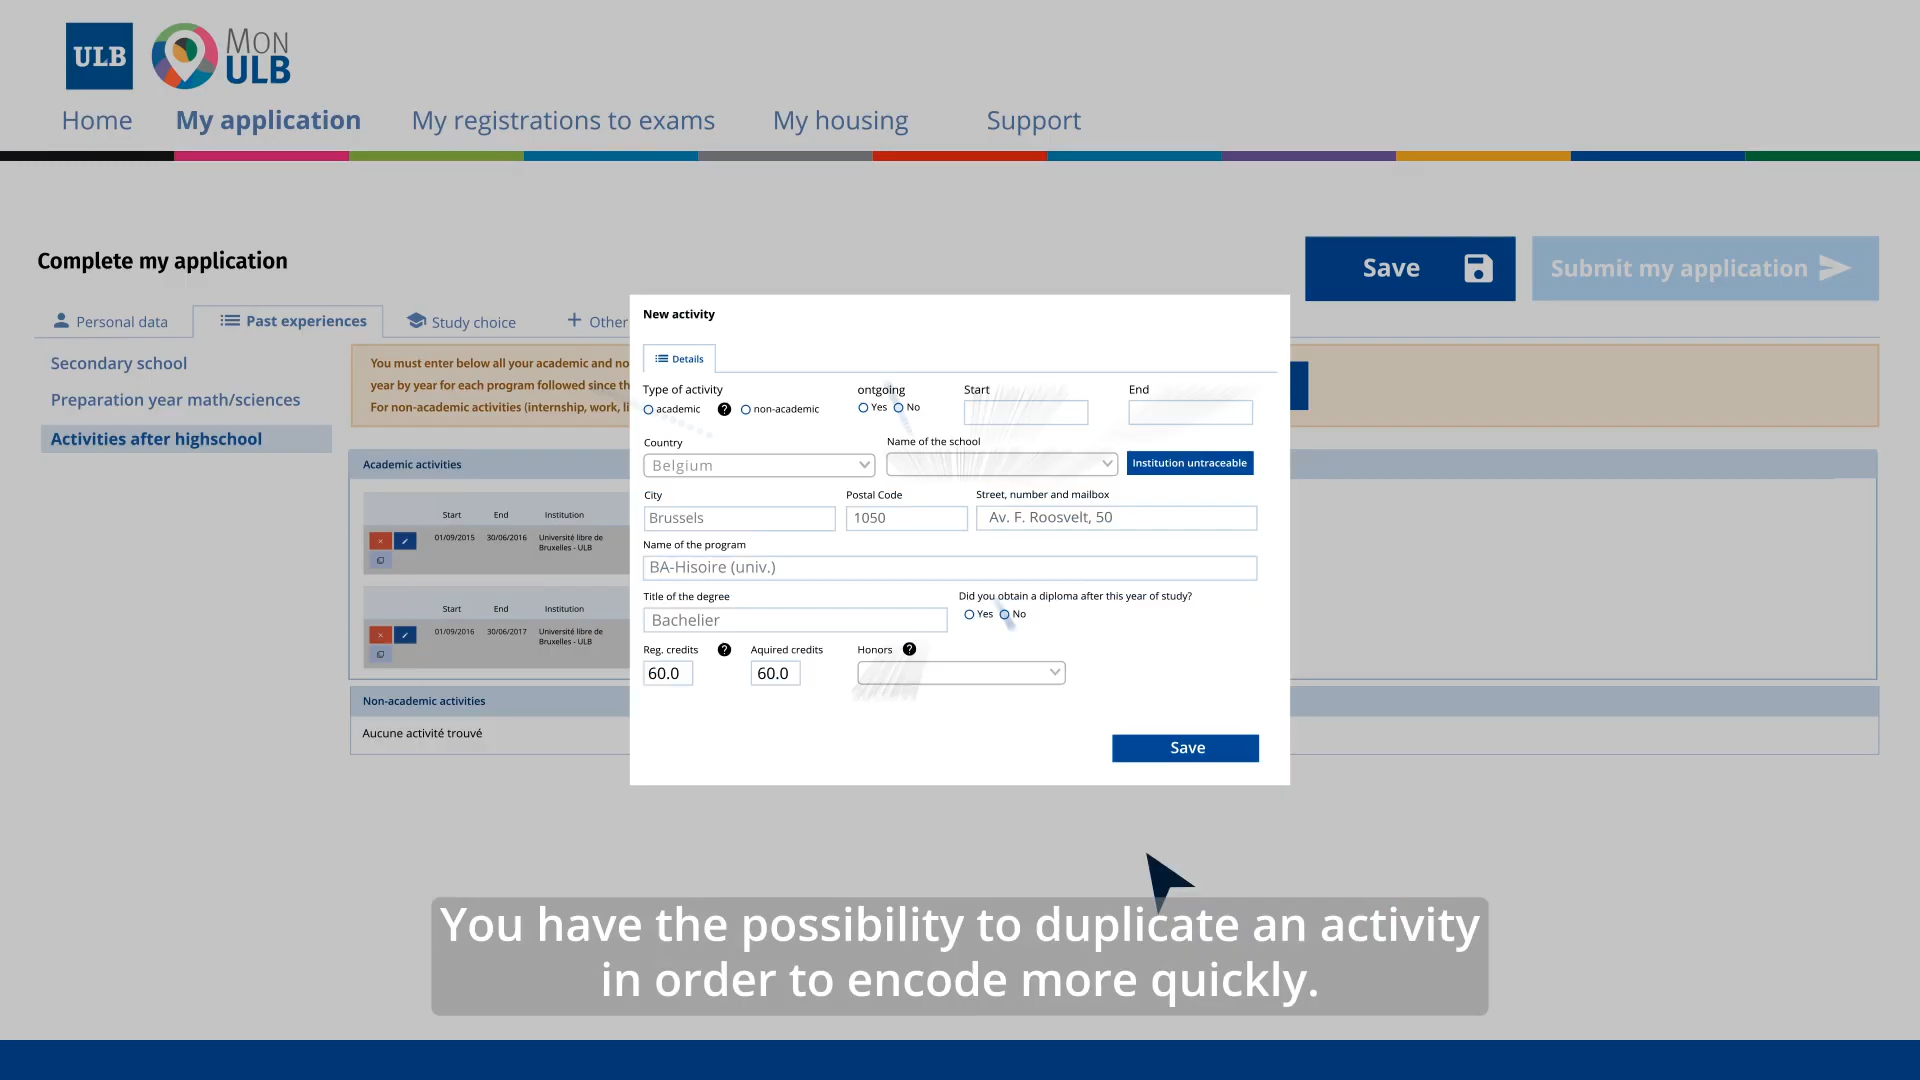 ULB
MON
ULB
Home
My application
My registrations to exams
My housing
Support
Complete my application
Save
Submit my application
Personal data
Past experiences
Study choice
Other
Secondary school
Preparation year math/sciences
Activities after highschool
You must enter below all your academic and no
year by year for each program followed since th
For non-academic activities (internship, work, li
Academic activities
Start
End
Institution
01/09/2015
30/06/2016
Université libre de
Bruxelles - ULB
Start
End
Institution
01/09/2016
30/06/2017
Université libre de
Bruxelles - ULB
Non-academic activities
Aucune activité trouvé
New activity
Details
Type of activity
ontgoing
Start
End
academic
?
non-academic
Yes
No
Country
Name of the school
Belgium
Institution untraceable
City
Postal Code
Street, number and mailbox
Brussels
1050
Av. F. Roosvelt, 50
Name of the program
BA-Hisoire (univ.)
Title of the degree
Did you obtain a diploma after this year of study?
Bachelier
Yes
No
Reg. credits
?
Aquired credits
Honors
?
60.0
60.0
Save
You have the possibility to duplicate an activity
in order to encode more quickly.